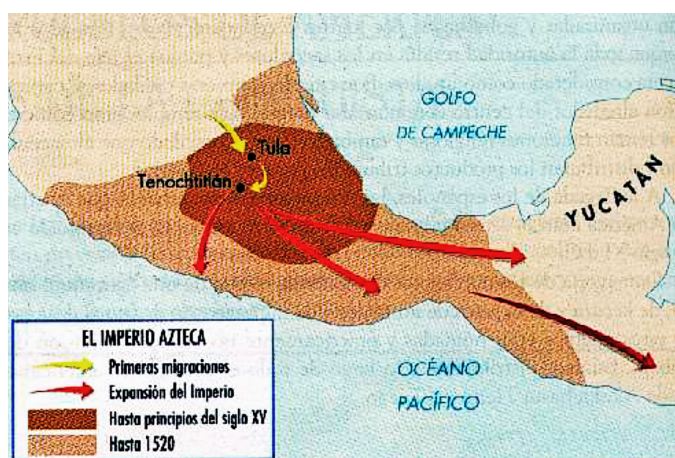 GOLFO
DE CAMPECHE
Tula
Tenochtitlán
YUCATÁN
EL IMPERIO AZTECA
Primeras migraciones
Expansión del Imperio
Hasta principios del siglo XV
Hasta 1520
OCÉANO
PACÍFICO